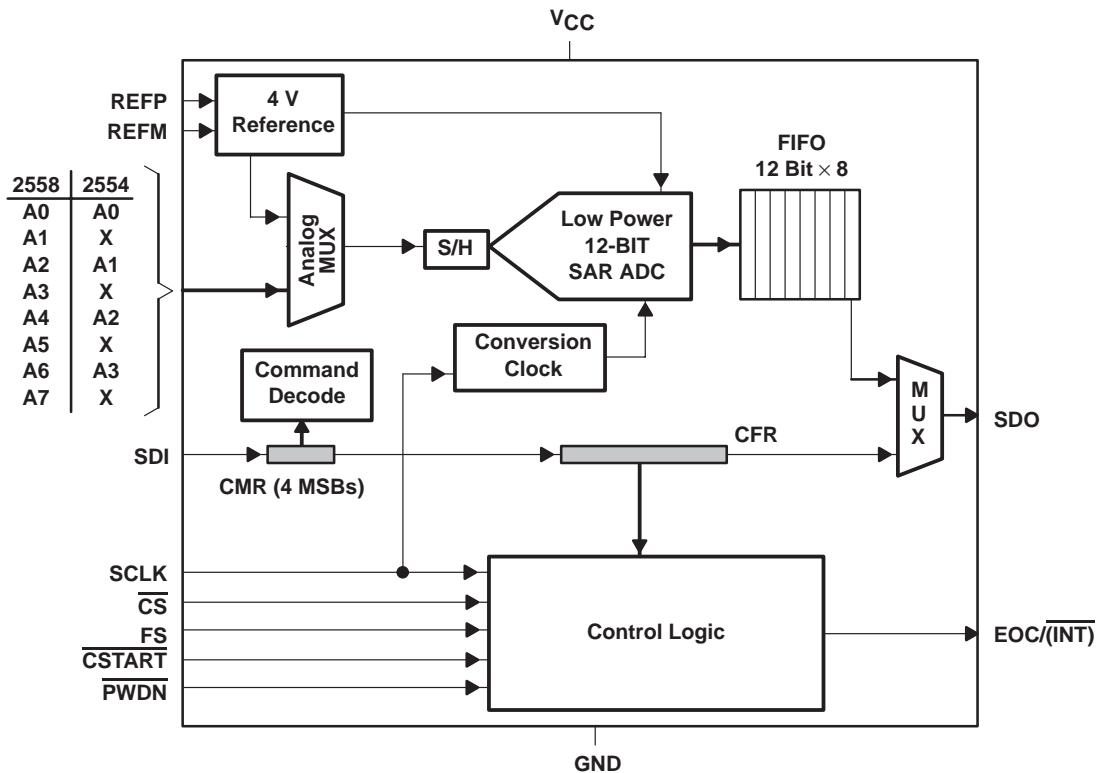 VCC
REFP
REFM
4 V
Reference
FIFO
12 Bit × 8
2558 2554
A0 A0
A1 X
A2 A1
A3 X
A4 A2
A5 X
A6 A3
A7 X
Analog
MUX
S/H
Low Power
12-BIT
SAR ADC
Conversion
Clock
Command
Decode
MUX
SDO
SDI
CMR (4 MSBs)
CFR
SCLK
CS
FS
CSTART
PWDN
Control Logic
EOC/(INT)
GND